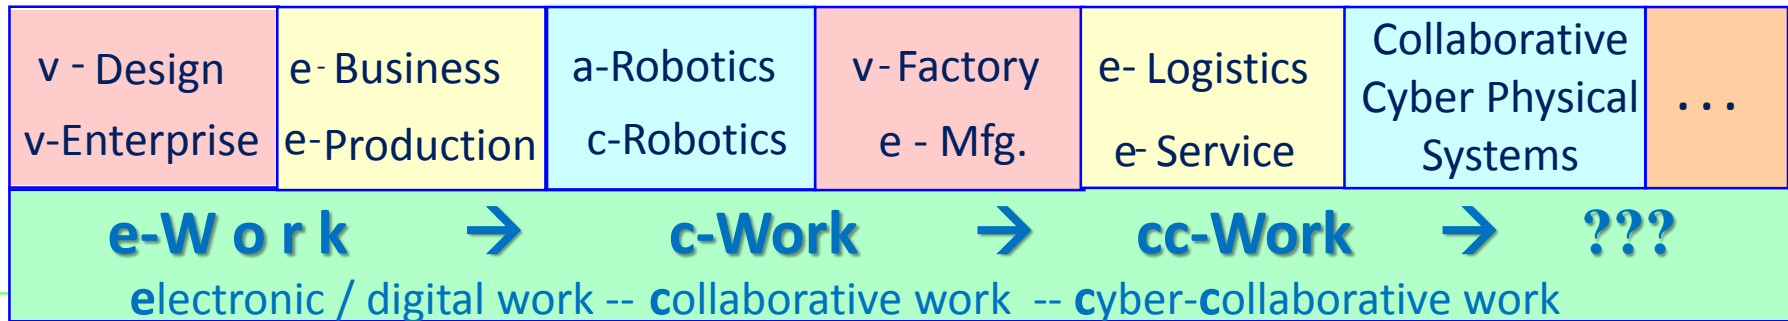 v - Design
v-Enterprise
e- Business
e-Production
a-Robotics
c-Robotics
v-Factory
e - Mfg.
e- Logistics
e- Service
Collaborative
Cyber Physical
Systems
. . .
e-W o r k → c-Work → cc-Work → ???
electronic / digital work -- collaborative work -- cyber-collaborative work